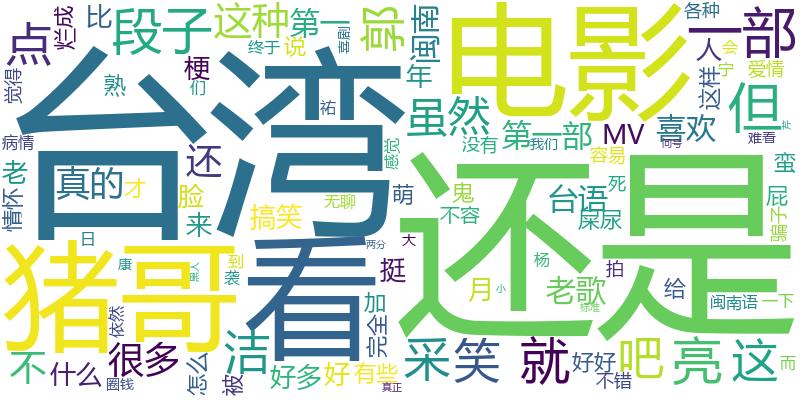 台湾
还是
电影
看
猪哥
一部
段子
这种
第一
郭
闽南
点
烂成
比
终于
说
喜剧
各种
人
会
宁
爱情
这样
但
觉得
熟
们
梗
年
祐
虽然
第一部
MV
喜欢
没有
我们
难看
容易
病情
老
还
真的
才
脸
来
搞笑
无聊
感觉
萌
鬼
不容
台语
屎尿
死
蛮
屁
骗子
情怀
日
康
到
袭
两分
大
挺
月
小
杨
老歌
拍
给
闽南语
一下
标准
依然
加
完全
不
什么
很多
圈钱
怎么
被
洁
好多
好
有些
真正
采
笑
就
好好
不错
吧
亮
这
而